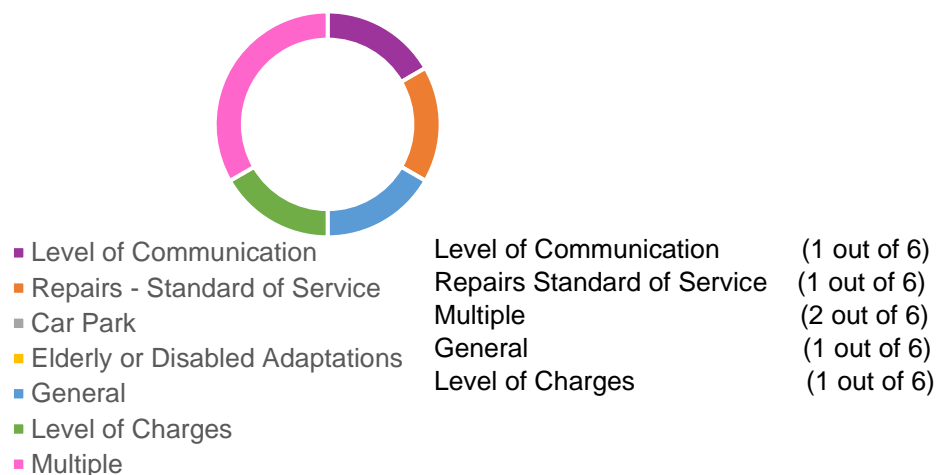 Level of Communication
Repairs - Standard of Service
Car Park
Elderly or Disabled Adaptations
General
Level of Charges
Multiple
Level of Communication (1 out of 6)
Repairs Standard of Service (1 out of 6)
Multiple (2 out of 6)
General (1 out of 6)
Level of Charges (1 out of 6)